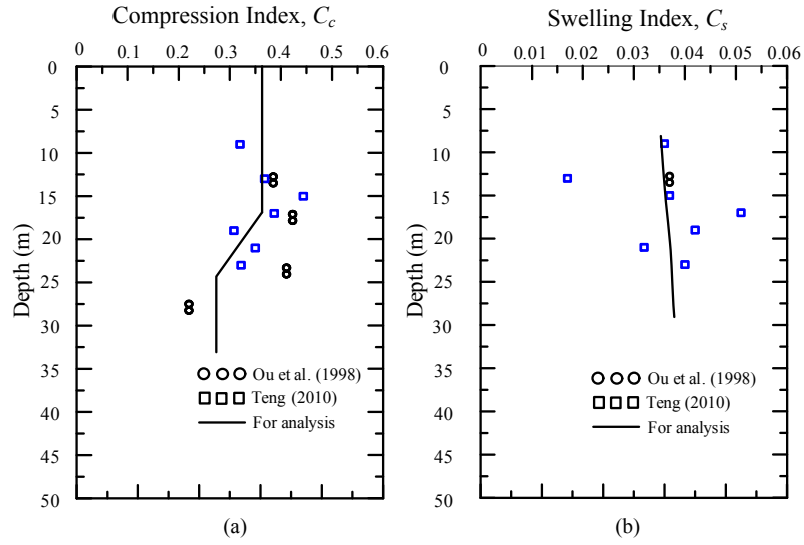 Compression Index, C_c
0 0.1 0.2 0.3 0.4 0.5 0.6
Depth (m)
0
5
10
15
20
25
30
35
40
45
50
Ou et al. (1998)
Teng (2010)
For analysis
(a)
Swelling Index, C_s
0 0.01 0.02 0.03 0.04 0.05 0.06
Depth (m)
0
5
10
15
20
25
30
35
40
45
50
Ou et al. (1998)
Teng (2010)
For analysis
(b)